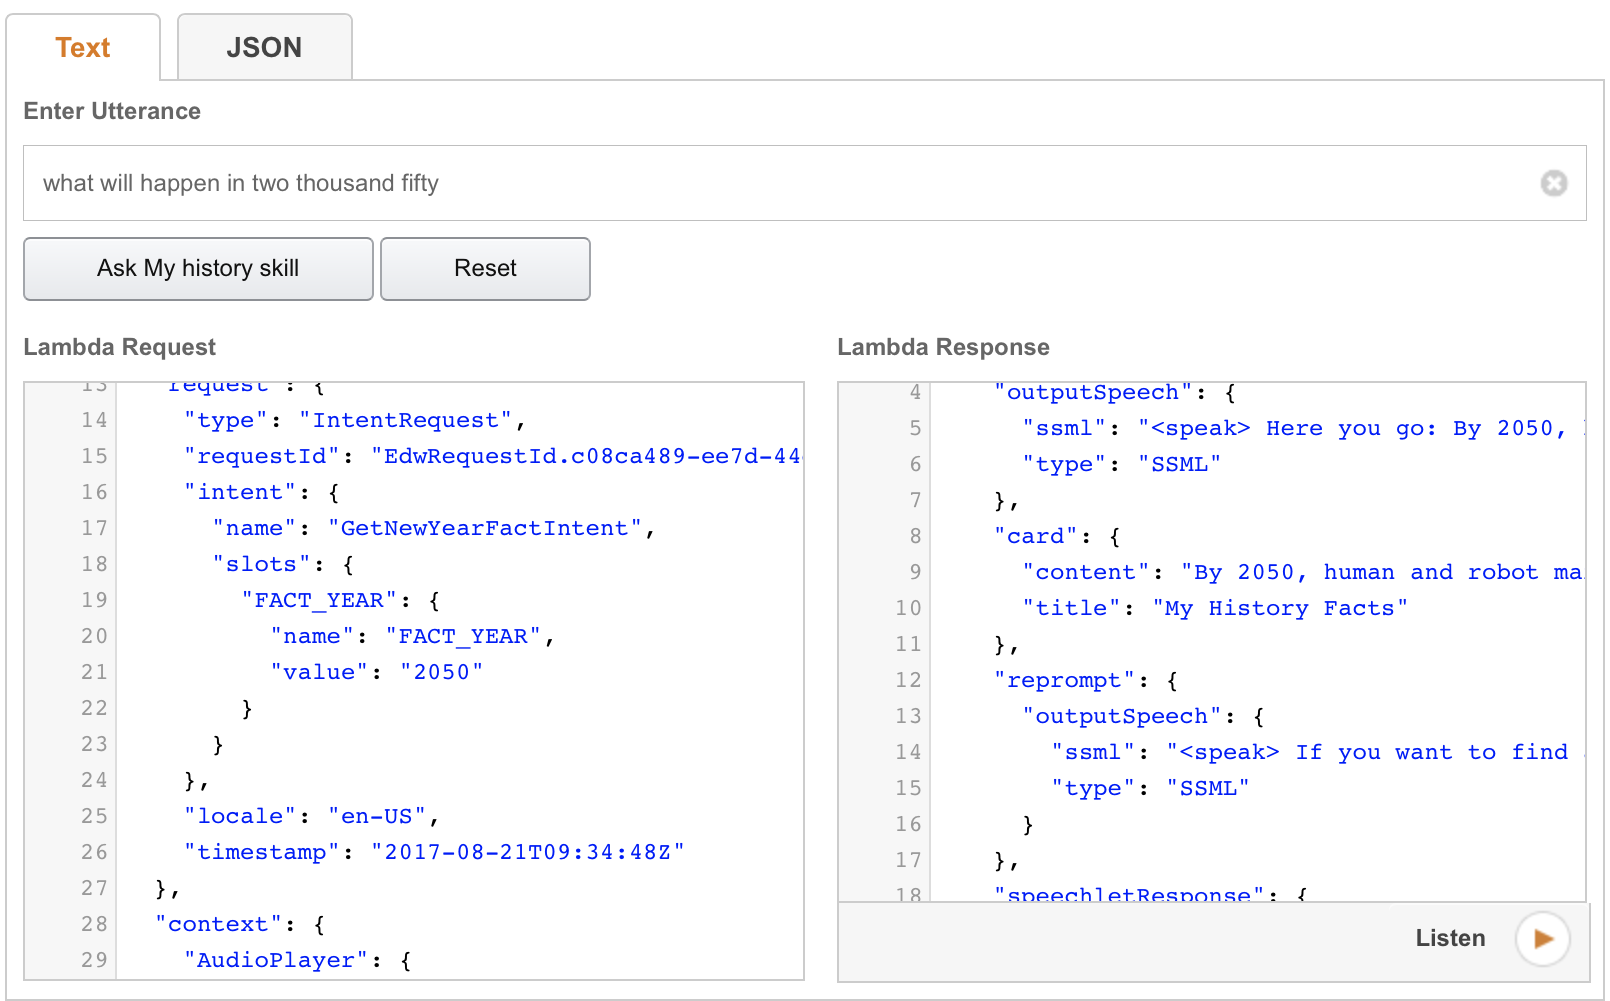 Text JSON
Enter Utterance
what will happen in two thousand fifty
Ask My history skill Reset
Lambda Request
13 "request": {
14 "type": "IntentRequest",
15 "requestId": "EdwRequestId.c08ca489-ee7d-44
16 "intent": {
17 "name": "GetNewYearFactIntent",
18 "slots": {
19 "FACT_YEAR": {
20 "name": "FACT_YEAR",
21 "value": "2050"
22 }
23 }
24 },
25 "locale": "en-US",
26 "timestamp": "2017-08-21T09:34:48Z"
27 },
28 "context": {
29 "AudioPlayer": {
Lambda Response
4 "outputSpeech": {
5 "ssml": "<speak> Here you go: By 2050,
6 "type": "SSML"
7 },
8 "card": {
9 "content": "By 2050, human and robot ma
10 "title": "My History Facts"
11 },
12 "reprompt": {
13 "outputSpeech": {
14 "ssml": "<speak> If you want to find
15 "type": "SSML"
16 }
17 },
18 "speechletResponse": {
Listen